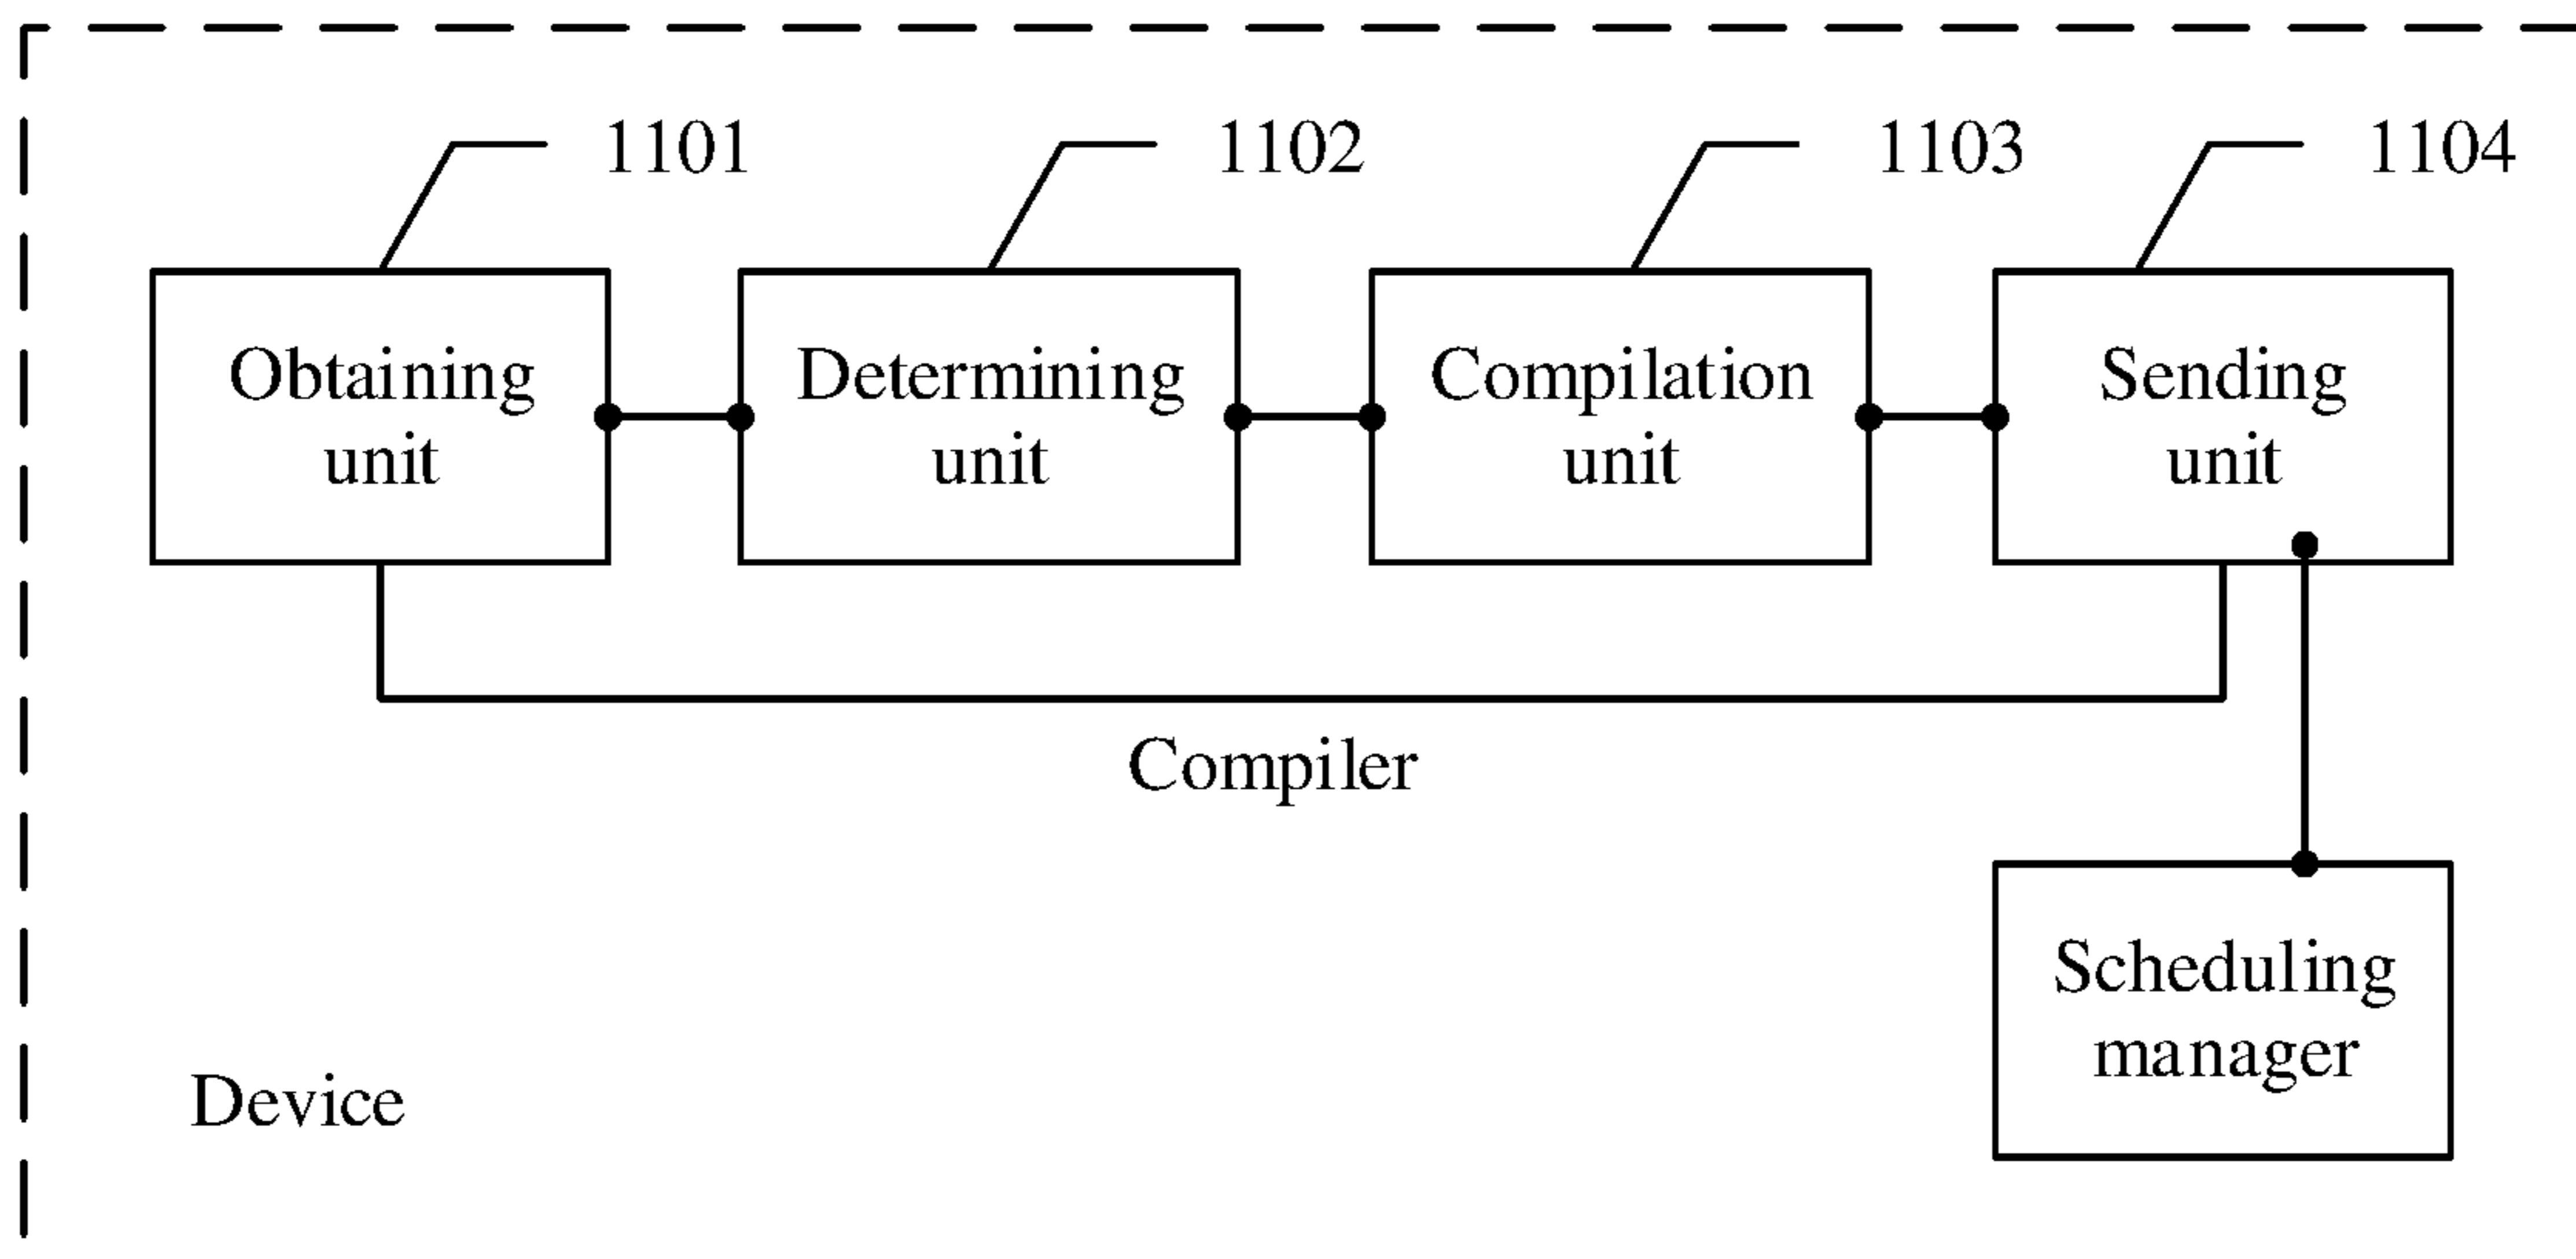 1101
1102
1103
1104
Obtaining
unit
Determining
unit
Compilation
unit
Sending
unit
Compiler
Scheduling
manager
Device